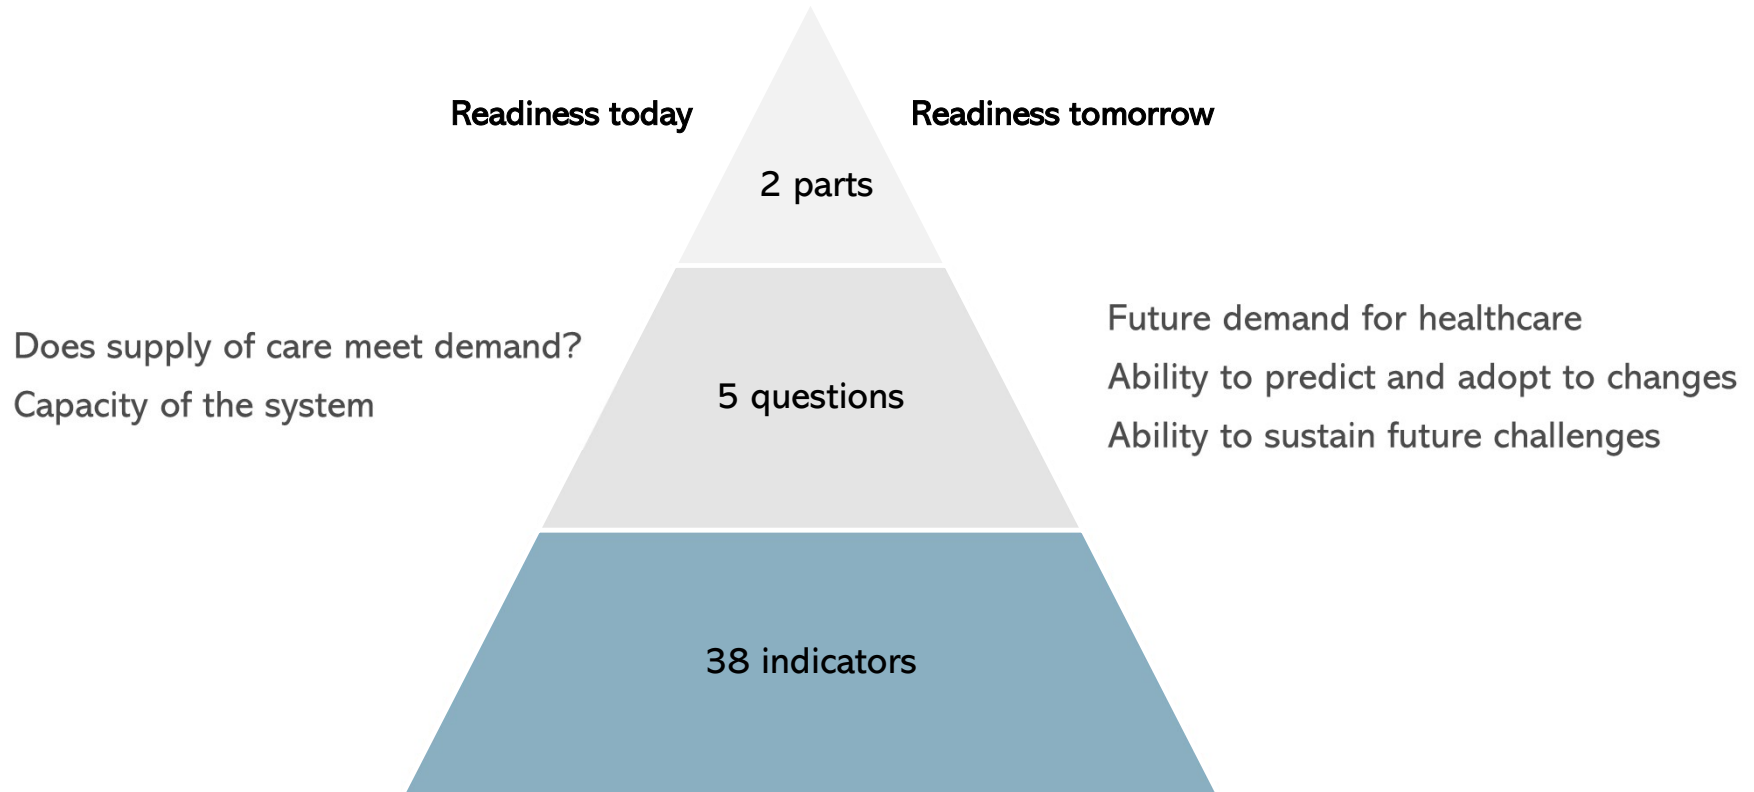 Readiness today
Readiness tomorrow
2 parts
Does supply of care meet demand?
Capacity of the system
5 questions
Future demand for healthcare
Ability to predict and adopt to changes
Ability to sustain future challenges
38 indicators